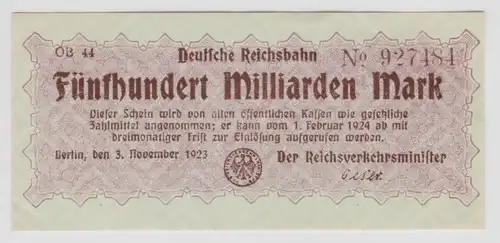 OB 44
Deutsche Reichsbahn
No 927484
Fünfhundert Milliarden Mark
Dieser Schein wird von allen öffentlichen Kassen wie gesetzliche
Zahlmittel angenommen; er kann vom 1. Februar 1924 ab mit
dreimonatiger Frist zur Einlösung aufgerufen werden.
Berlin, den 3. November 1923
Der Reichsverkehrsminister
Oeser